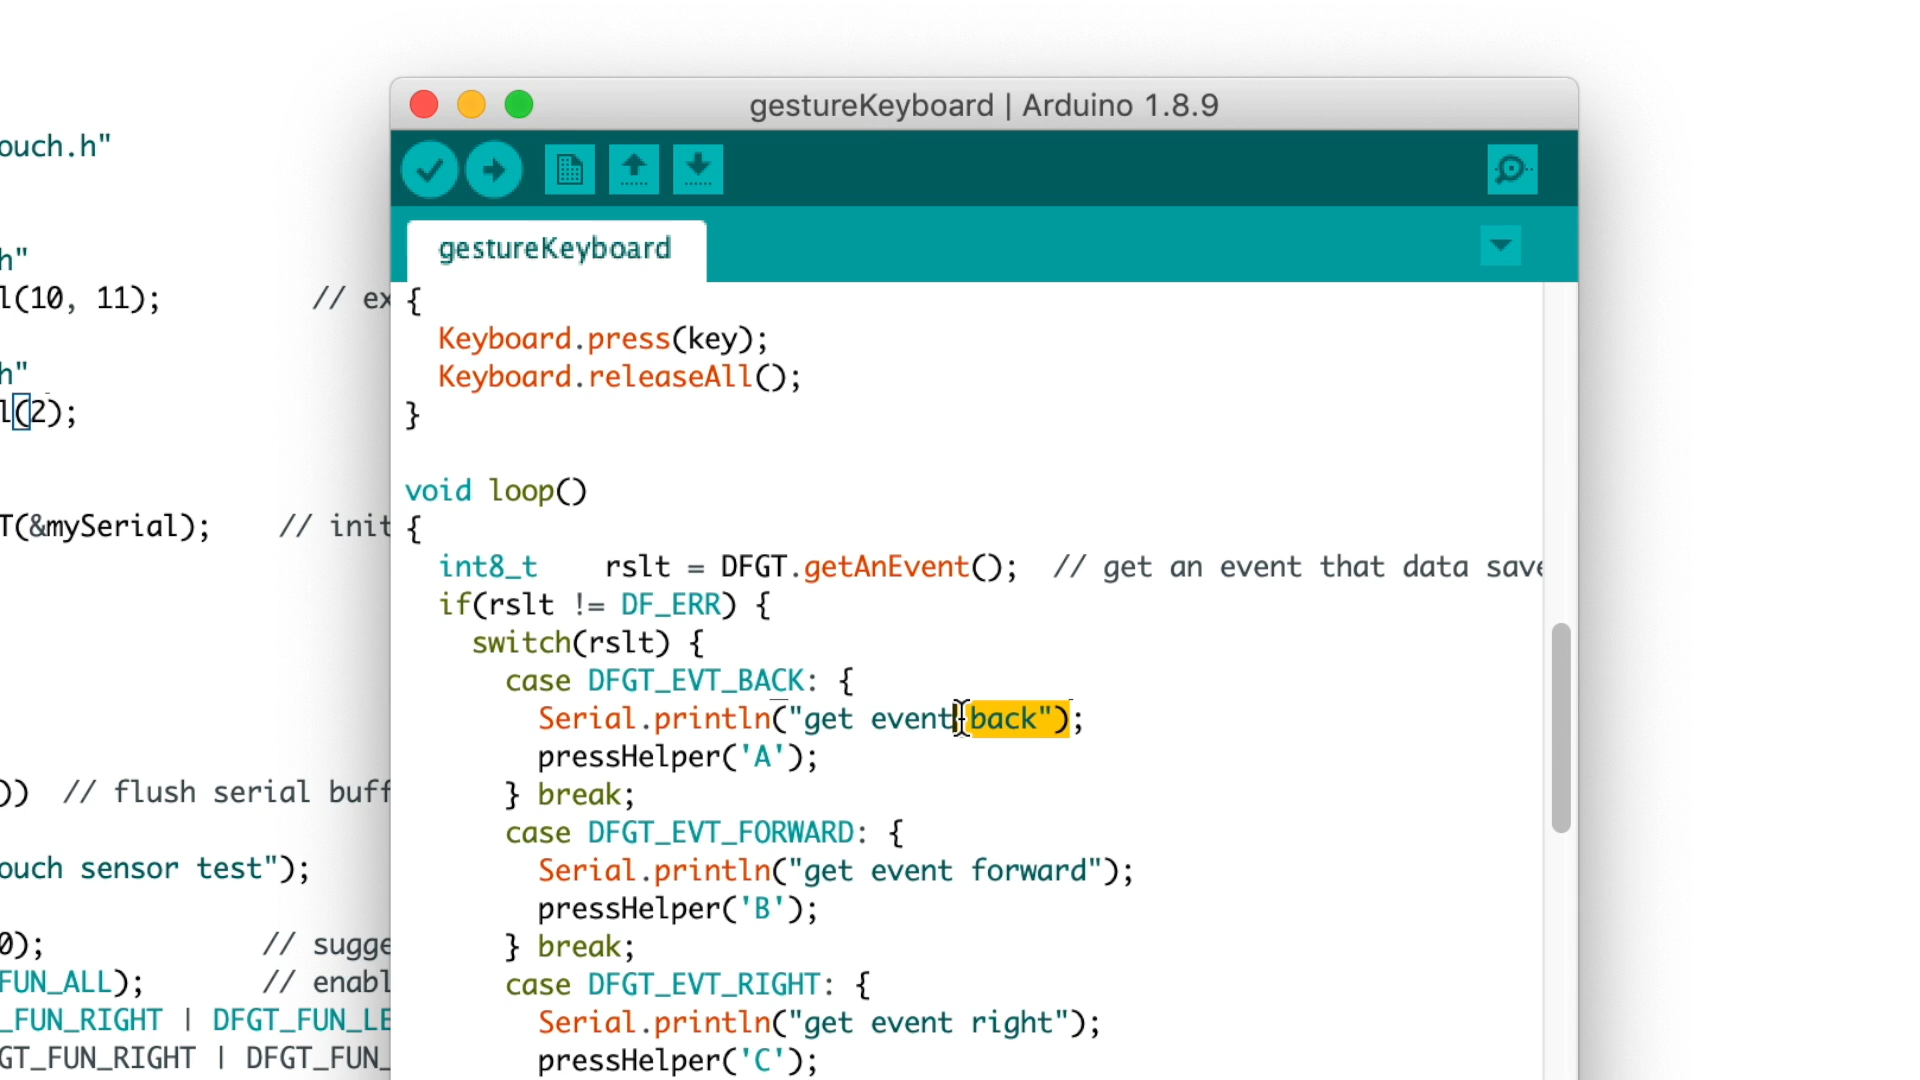 gestureKeyboard | Arduino 1.8.9
gestureKeyboard
{
Keyboard.press(key);
Keyboard.releaseAll();
}
void loop()
{
int8_t    rslt = DFGT.getAnEvent();  // get an event that data save
if(rslt != DF_ERR) {
switch(rslt) {
case DFGT_EVT_BACK: {
Serial.println("get event back");
pressHelper('A');
} break;
case DFGT_EVT_FORWARD: {
Serial.println("get event forward");
pressHelper('B');
} break;
case DFGT_EVT_RIGHT: {
Serial.println("get event right");
pressHelper('C');
ouch.h"
h"
l(10, 11);          // ex
h"
l(2);
T(&mySerial);    // init
))  // flush serial buff
ouch sensor test");
0);             // sugge
FUN_ALL);       // enabl
_FUN_RIGHT | DFGT_FUN_LE
GT_FUN_RIGHT | DFGT_FUN_